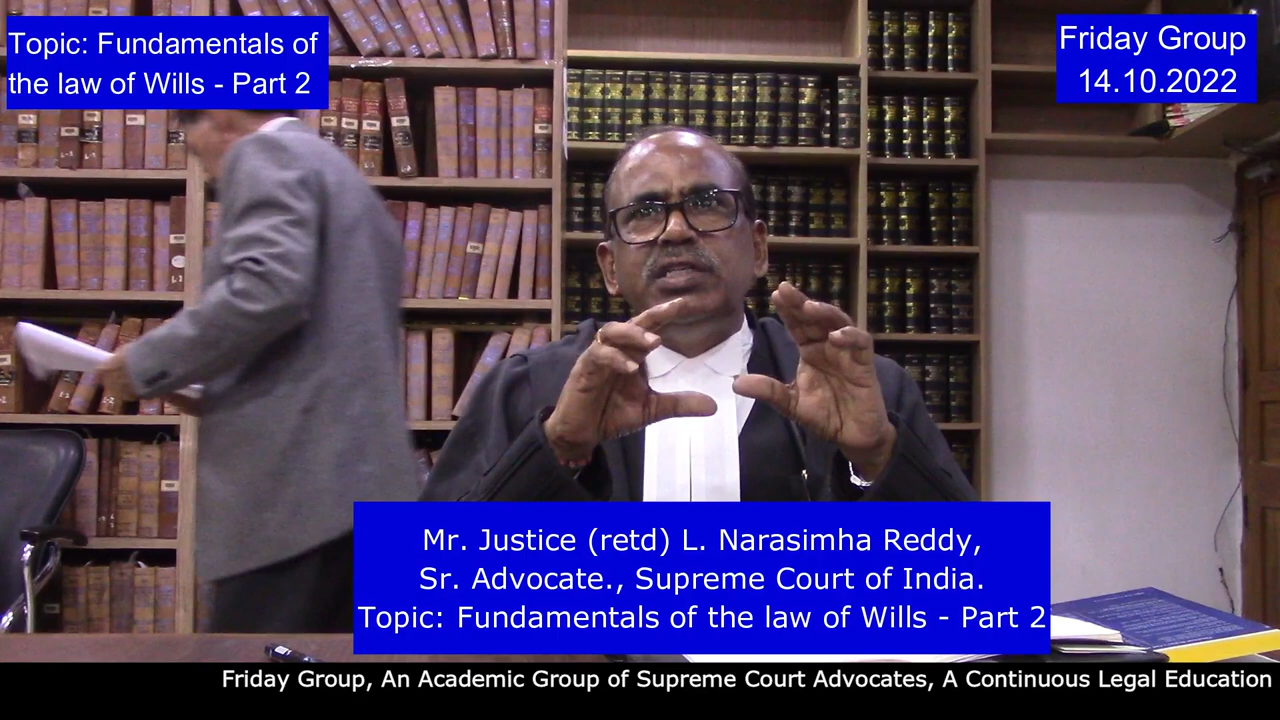 Topic: Fundamentals of
the law of Wills - Part 2
Friday Group
14.10.2022
Mr. Justice (retd) L. Narasimha Reddy,
Sr. Advocate., Supreme Court of India.
Topic: Fundamentals of the law of Wills - Part 2
Friday Group, An Academic Group of Supreme Court Advocates, A Continuous Legal Education